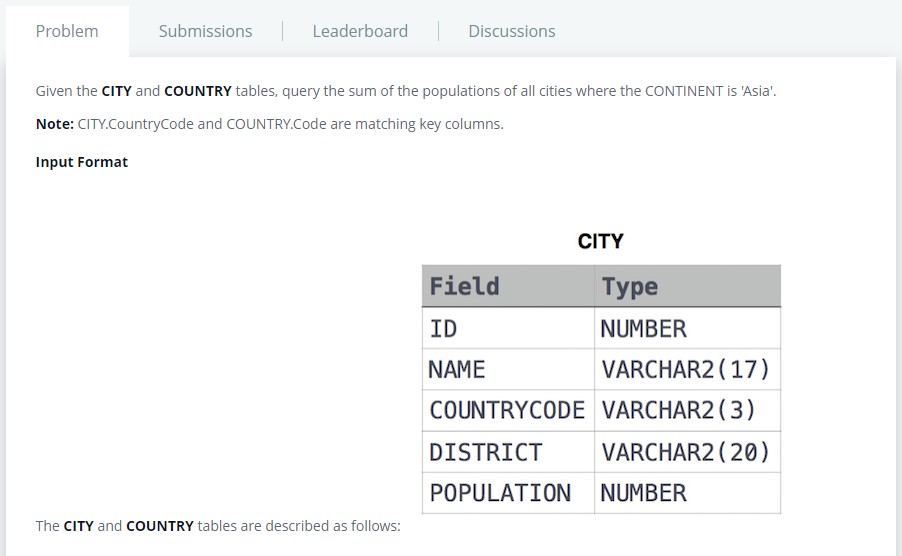 Problem Submissions Leaderboard Discussions
Given the CITY and COUNTRY tables, query the sum of the populations of all cities where the CONTINENT is 'Asia'.
Note: CITY.CountryCode and COUNTRY.Code are matching key columns.
Input Format
CITY
Field Type
ID NUMBER
NAME VARCHAR2(17)
COUNTRYCODE VARCHAR2(3)
DISTRICT VARCHAR2(20)
POPULATION NUMBER
The CITY and COUNTRY tables are described as follows: